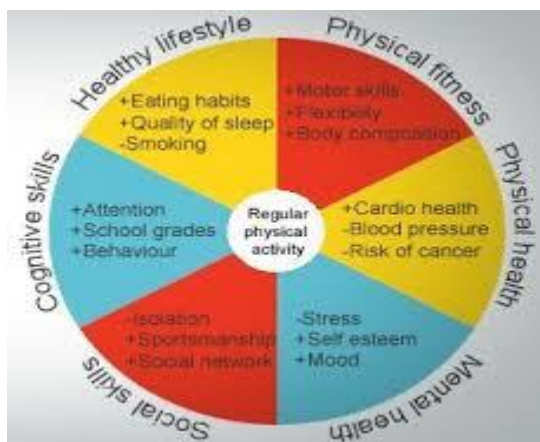 Healthy lifestyle
+Eating habits
+Quality of sleep
-Smoking
Physical fitness
+Motor skills
+Flexibility
+Body composition
Physical health
+Cardio health
-Blood pressure
-Risk of cancer
Mental health
-Stress
+Self esteem
+Mood
Social skills
-Isolation
+Sportsmanship
+Social network
Cognitive skills
+Attention
+School grades
+Behaviour
Regular
physical
activity